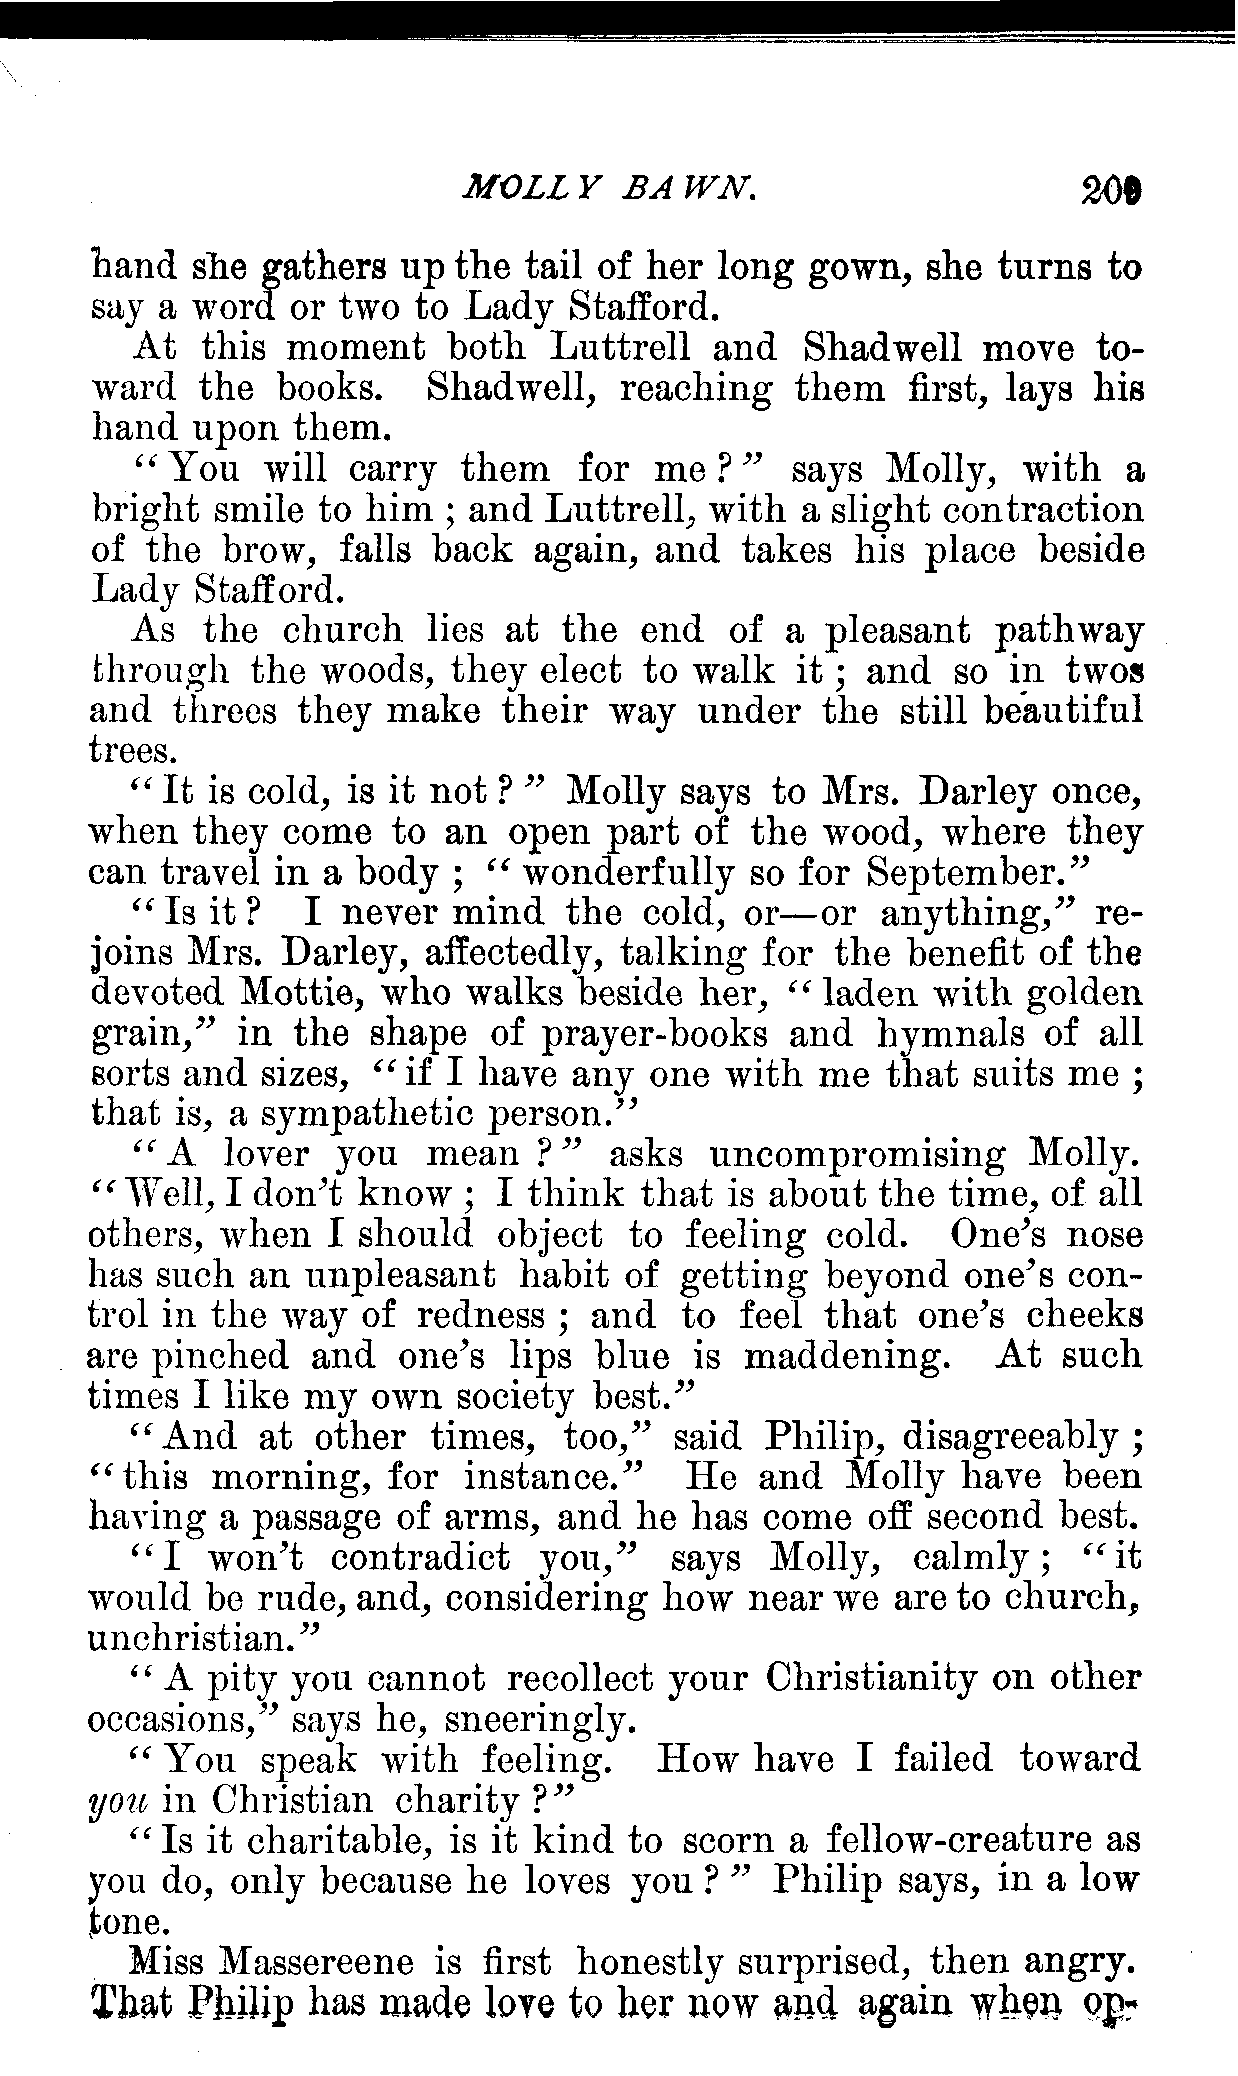 MOLLY BAWN. 209
hand she gathers up the tail of her long gown, she turns to
say a word or two to Lady Stafford.
At this moment both Luttrell and Shadwell move to-
ward the books. Shadwell, reaching them first, lays his
hand upon them.
"You will carry them for me?" says Molly, with a
bright smile to him; and Luttrell, with a slight contraction
of the brow, falls back again, and takes his place beside
Lady Stafford.
As the church lies at the end of a pleasant pathway
through the woods, they elect to walk it; and so in twos
and threes they make their way under the still beautiful
trees.
"It is cold, is it not?" Molly says to Mrs. Darley once,
when they come to an open part of the wood, where they
can travel in a body; "wonderfully so for September."
"Is it? I never mind the cold, or—or anything," re-
joins Mrs. Darley, affectedly, talking for the benefit of the
devoted Mottie, who walks beside her, "laden with golden
grain," in the shape of prayer-books and hymnals of all
sorts and sizes, "if I have any one with me that suits me;
that is, a sympathetic person."
"A lover you mean?" asks uncompromising Molly.
"Well, I don't know; I think that is about the time, of all
others, when I should object to feeling cold. One's nose
has such an unpleasant habit of getting beyond one's con-
trol in the way of redness; and to feel that one's cheeks
are pinched and one's lips blue is maddening. At such
times I like my own society best."
"And at other times, too," said Philip, disagreeably;
"this morning, for instance." He and Molly have been
having a passage of arms, and he has come off second best.
"I won't contradict you," says Molly, calmly; "it
would be rude, and, considering how near we are to church,
unchristian."
"A pity you cannot recollect your Christianity on other
occasions," says he, sneeringly.
"You speak with feeling. How have I failed toward
you in Christian charity?"
"Is it charitable, is it kind to scorn a fellow-creature as
you do, only because he loves you?" Philip says, in a low
tone.
Miss Massereene is first honestly surprised, then angry.
That Philip has made love to her now and again when op-